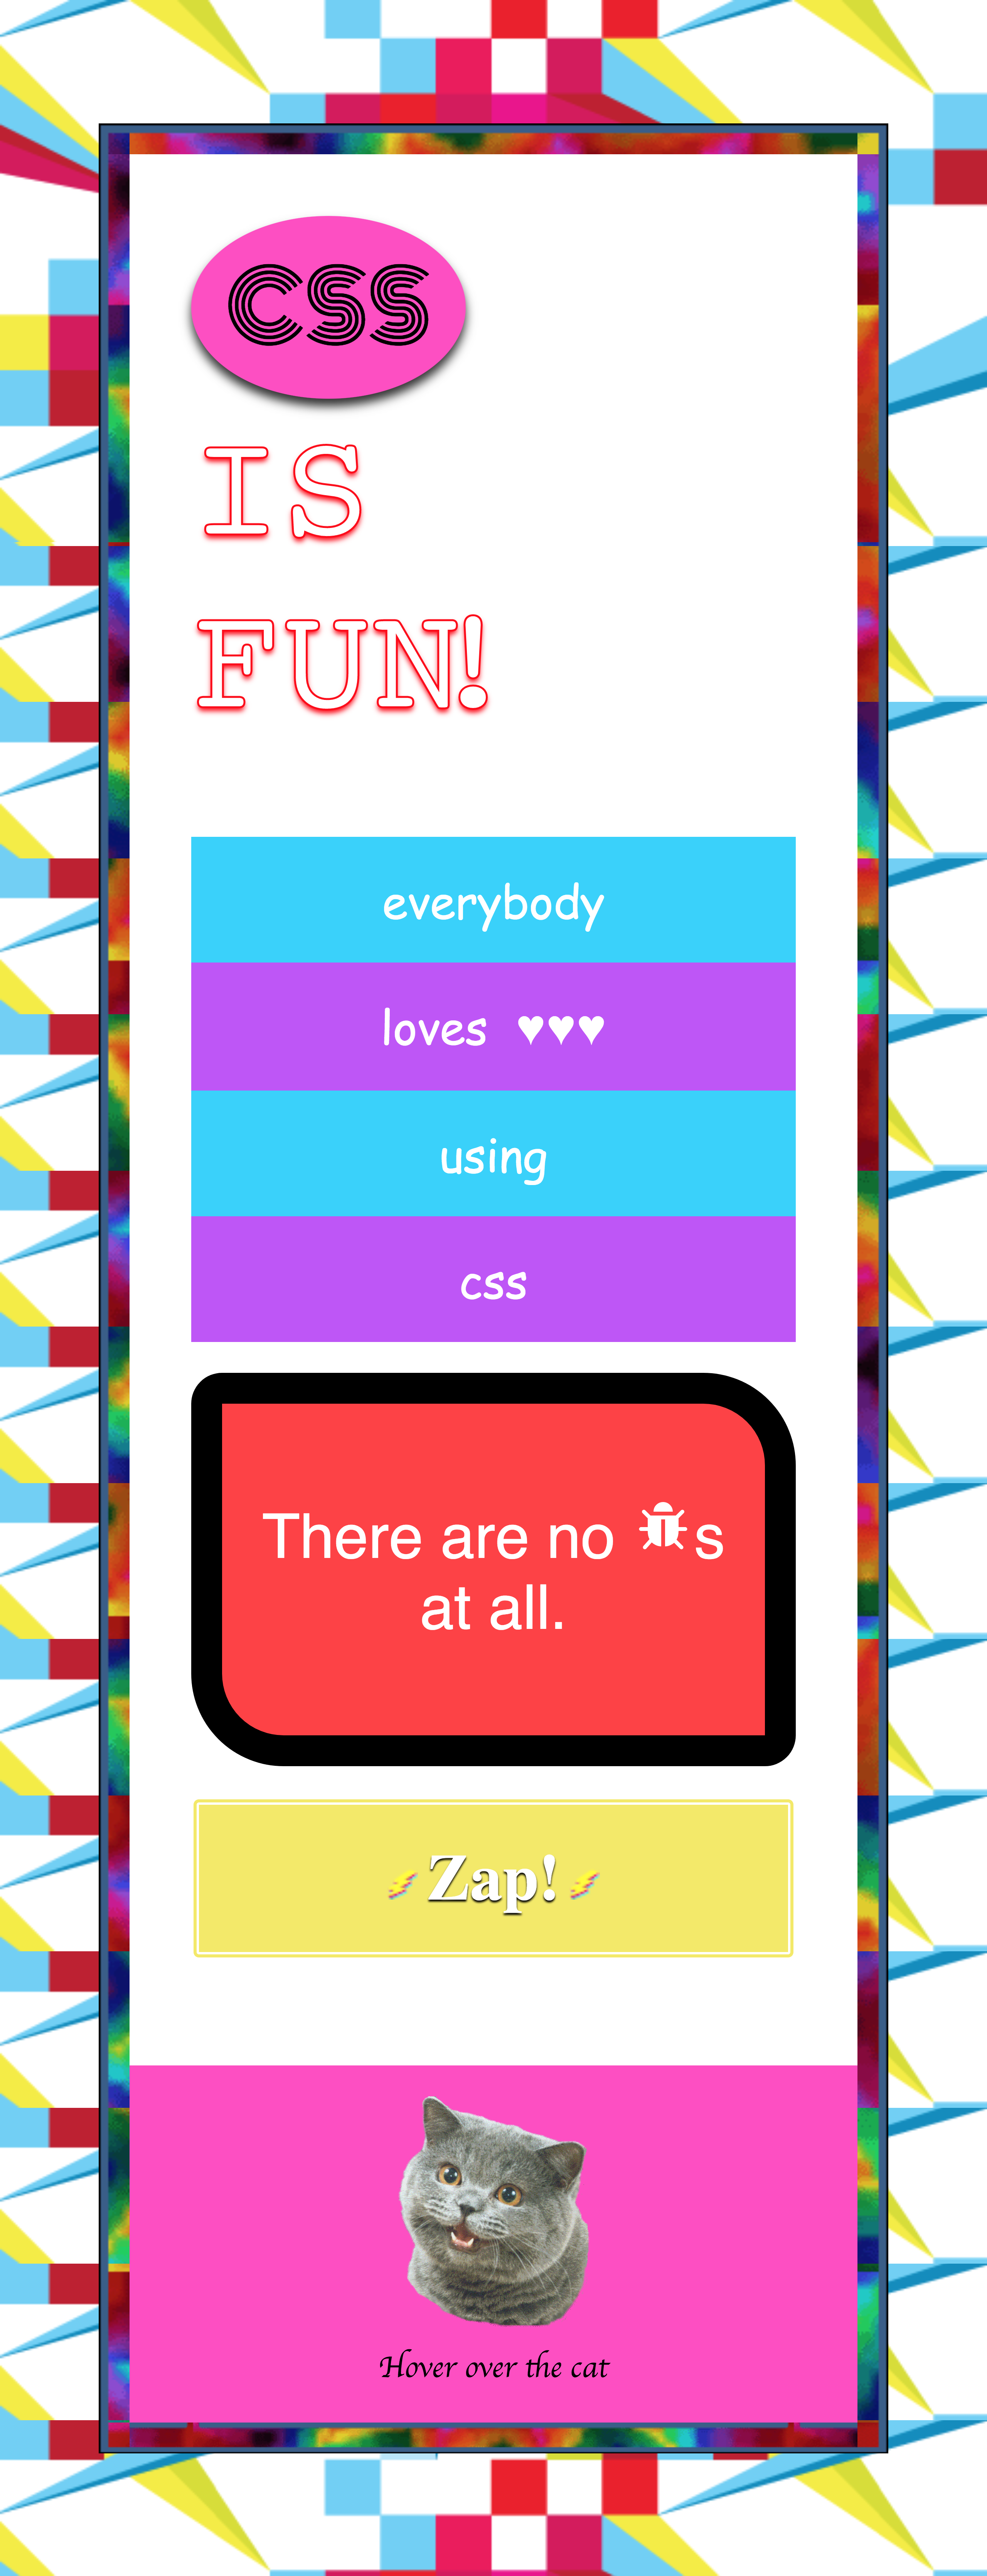 CSS
IS
FUN!
everybody
loves ♥♥♥
using
css
There are no s
at all.
Zap!
Hover over the cat